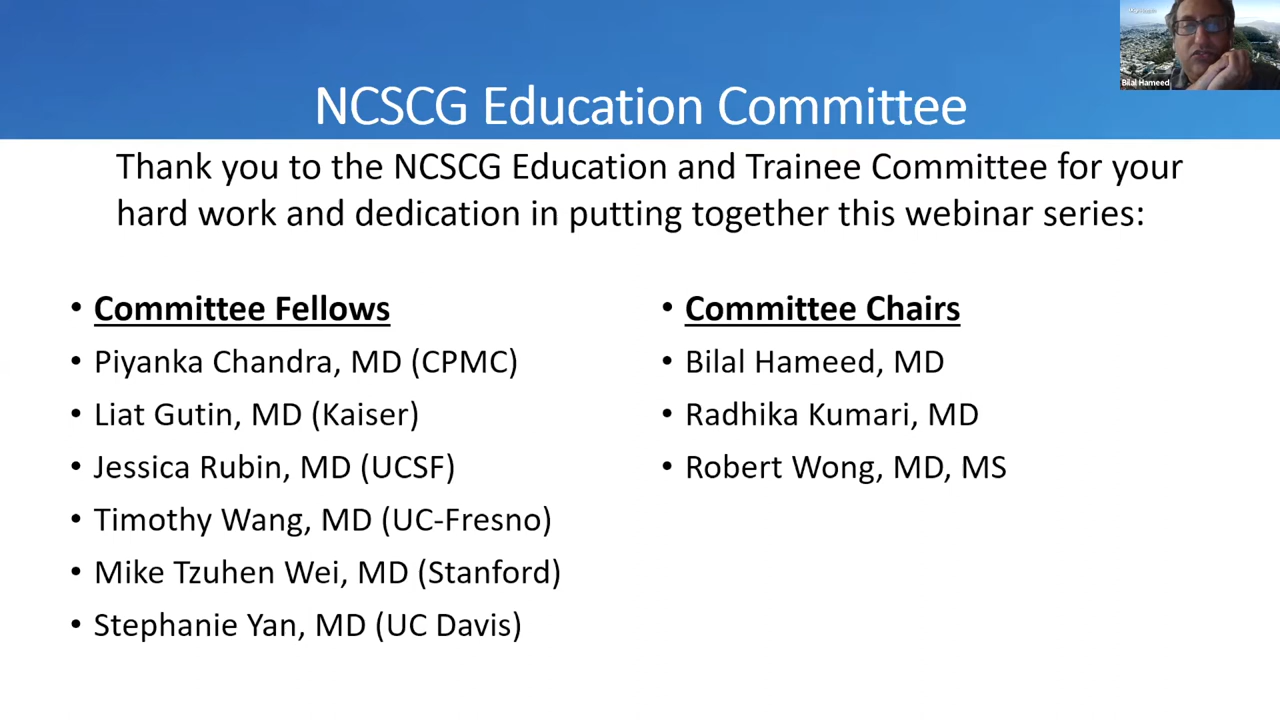 NCSCG Education Committee
Bilal Hameed
Thank you to the NCSCG Education and Trainee Committee for your
hard work and dedication in putting together this webinar series:
• Committee Fellows
• Piyanka Chandra, MD (CPMC)
• Liat Gutin, MD (Kaiser)
• Jessica Rubin, MD (UCSF)
• Timothy Wang, MD (UC-Fresno)
• Mike Tzuhen Wei, MD (Stanford)
• Stephanie Yan, MD (UC Davis)
• Committee Chairs
• Bilal Hameed, MD
• Radhika Kumari, MD
• Robert Wong, MD, MS